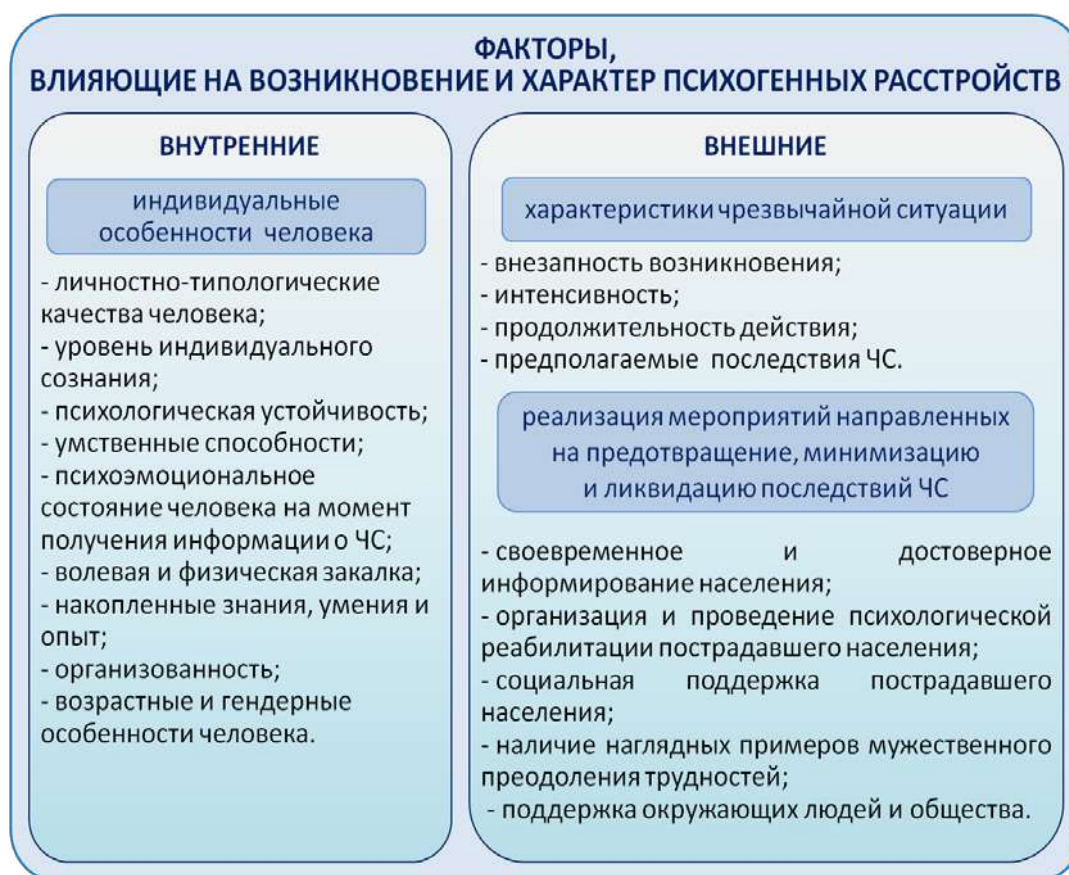 ФАКТОРЫ,
ВЛИЯЮЩИЕ НА ВОЗНИКНОВЕНИЕ И ХАРАКТЕР ПСИХОГЕННЫХ РАССТРОЙСТВ
ВНУТРЕННИЕ
индивидуальные
особенности человека
- личностно-типологические
качества человека;
- уровень индивидуального
сознания;
- психологическая устойчивость;
- умственные способности;
- психоэмоциональное
состояние человека на момент
получения информации о ЧС;
- волевая и физическая закалка;
- накопленные знания, умения и
опыт;
- организованность;
- возрастные и гендерные
особенности человека.
ВНЕШНИЕ
характеристики чрезвычайной ситуации
- внезапность возникновения;
- интенсивность;
- продолжительность действия;
- предполагаемые последствия ЧС.
реализация мероприятий направленных
на предотвращение, минимизацию
и ликвидацию последствий ЧС
- своевременное и достоверное
информирование населения;
- организация и проведение психологической
реабилитации пострадавшего населения;
- социальная поддержка пострадавшего
населения;
- наличие наглядных примеров мужественного
преодоления трудностей;
- поддержка окружающих людей и общества.